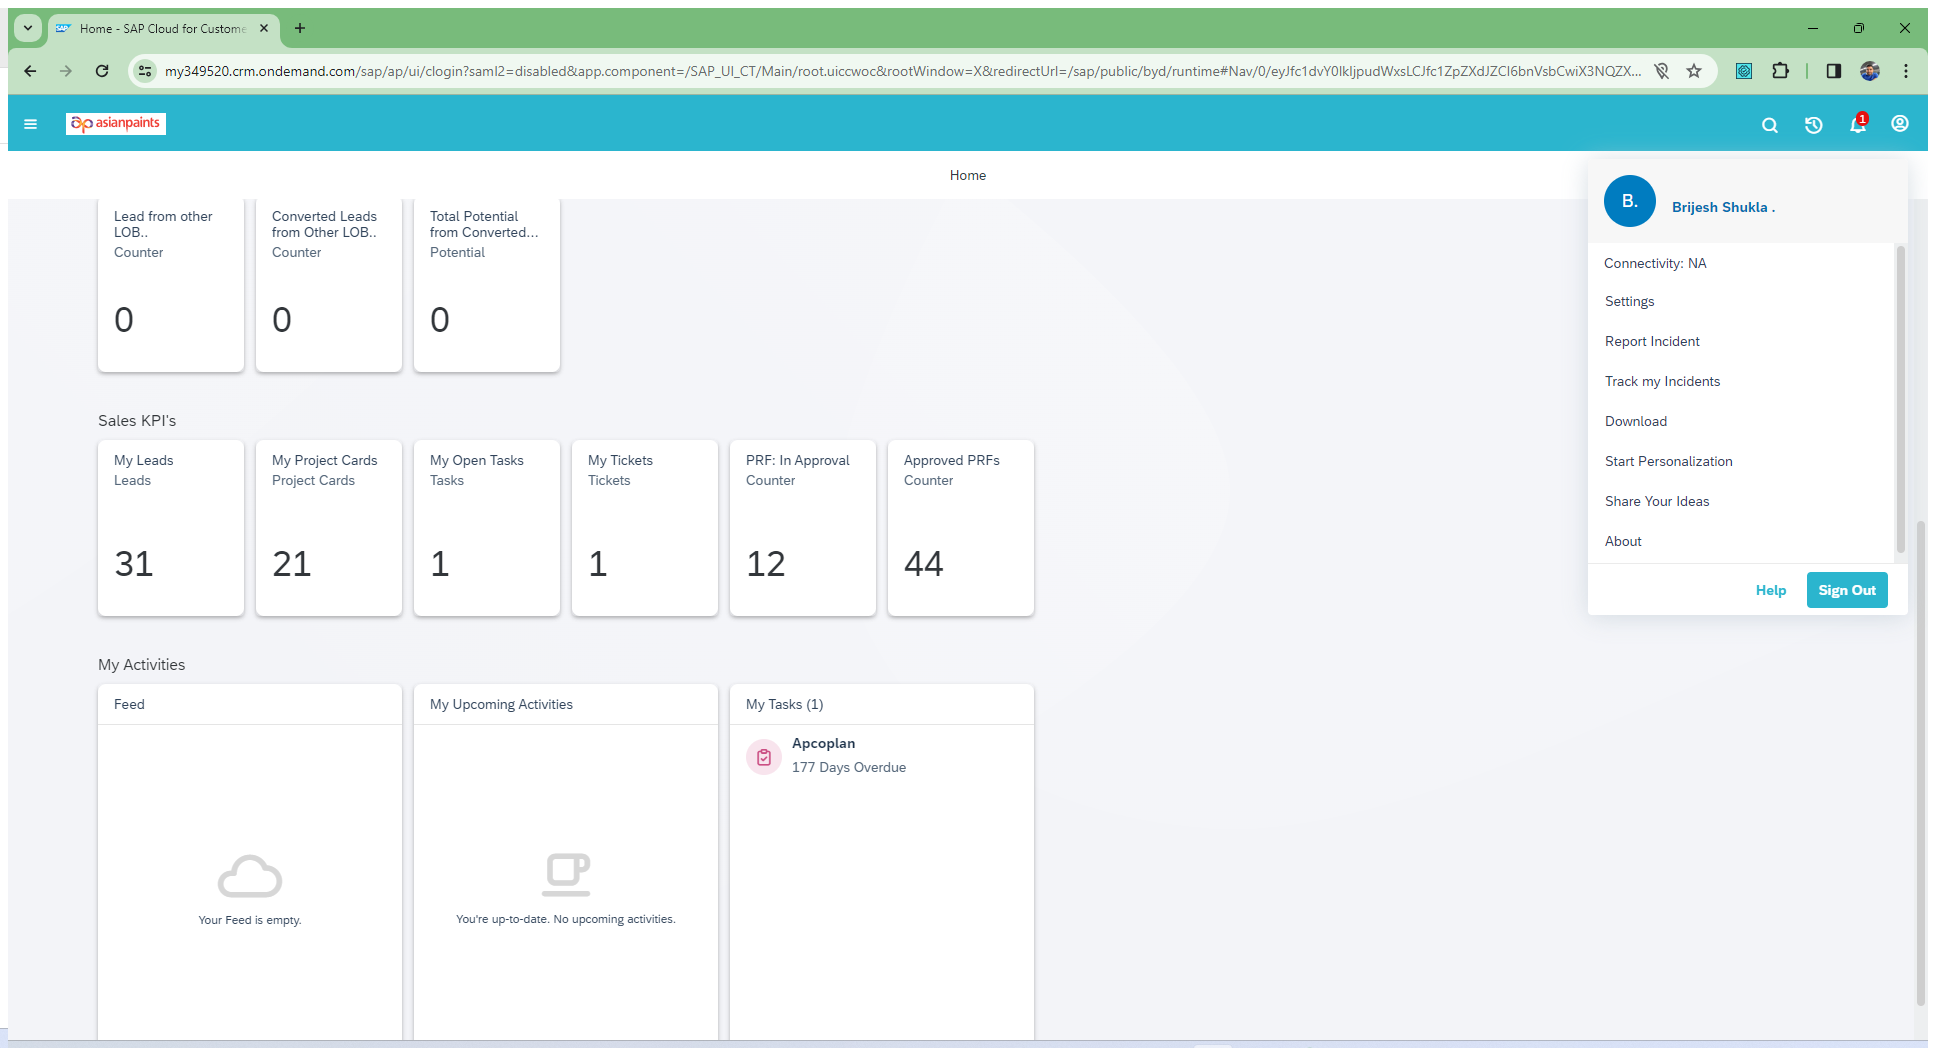 Home - SAP Cloud for Custome
my349520.crm.ondemand.com/sap/ap/ui/clogin?saml2=disabled&app.component=/SAP_UI_CT/Main/root.uiccwoc&rootWindow=X&redirectUrl=/sap/public/byd/runtime#Nav/0/
asianpaints
1
Home
B.
Brijesh Shukla .
Connectivity: NA
Settings
Report Incident
Track my Incidents
Download
Start Personalization
Share Your Ideas
About
Help
Sign Out
Lead from other
LOB..
Counter
0
Converted Leads
from Other LOB..
Counter
0
Total Potential
from Converted...
Potential
0
Sales KPI's
My Leads
Leads
31
My Project Cards
Project Cards
21
My Open Tasks
Tasks
1
My Tickets
Tickets
1
PRF: In Approval
Counter
12
Approved PRFs
Counter
44
My Activities
Feed
Your Feed is empty.
My Upcoming Activities
You're up-to-date. No upcoming activities.
My Tasks (1)
Apcoplan
177 Days Overdue